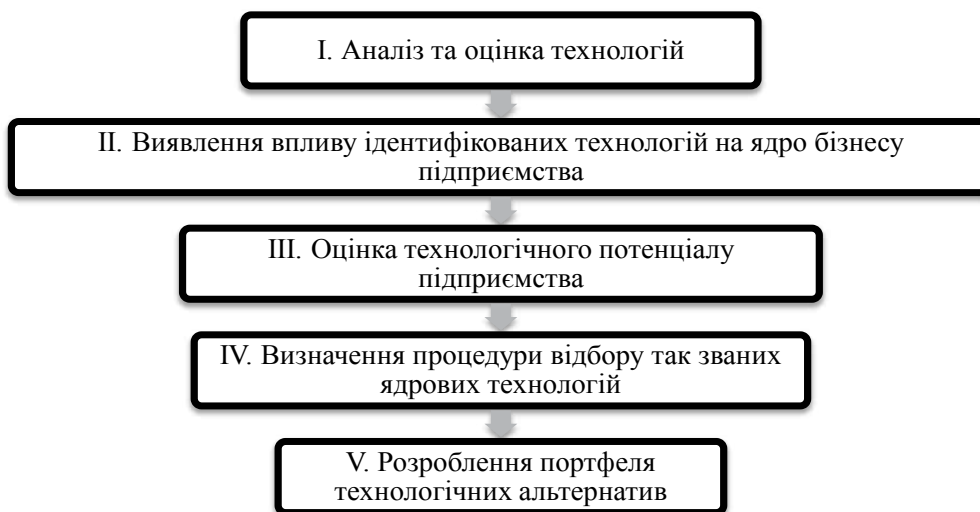 I. Аналіз та оцінка технологій
II. Виявлення впливу ідентифікованих технологій на ядро бізнесу
підприємства
III. Оцінка технологічного потенціалу
підприємства
IV. Визначення процедури відбору так званих
ядрових технологій
V. Розроблення портфеля
технологічних альтернатив